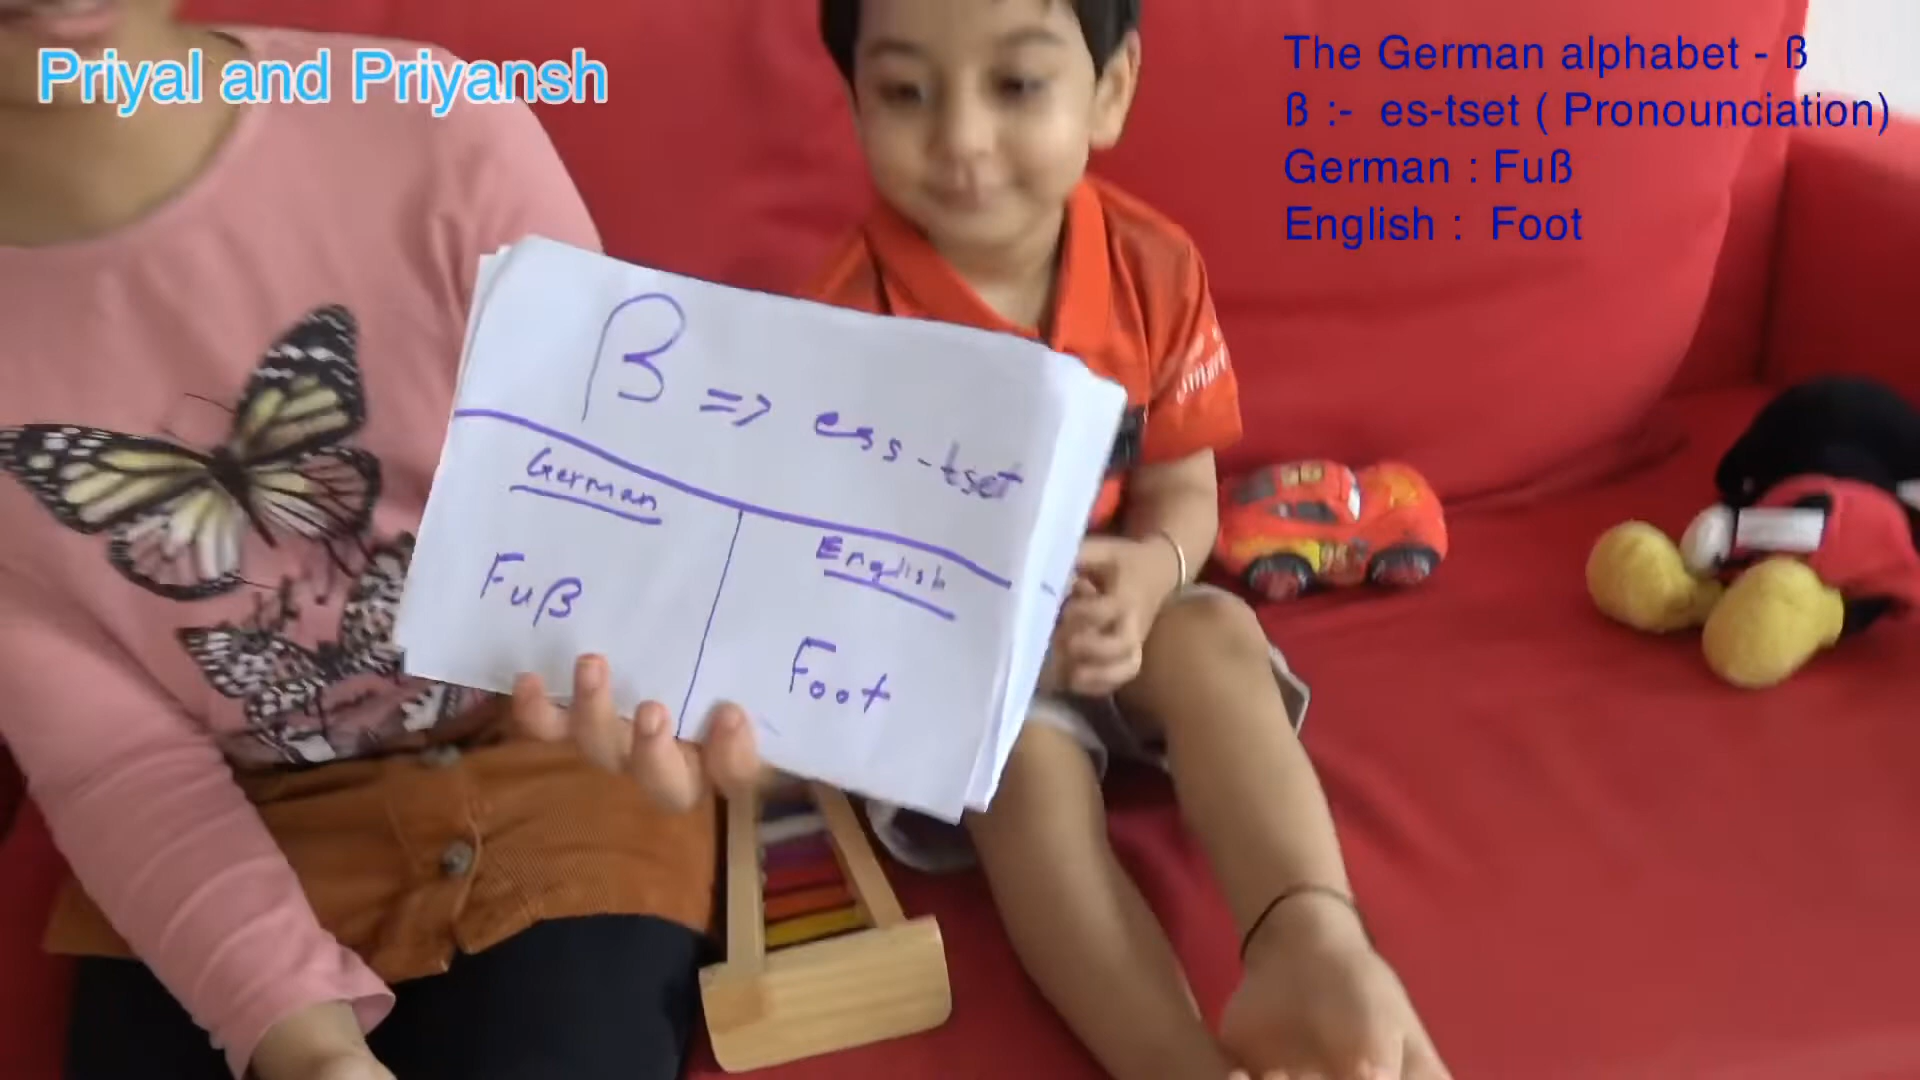 Priyal and Priyansh
The German alphabet - ß
ß :- es-tset ( Pronounciation)
German : Fuß
English : Foot
ß => ess-tset
German
English
Fuß
Foot
95